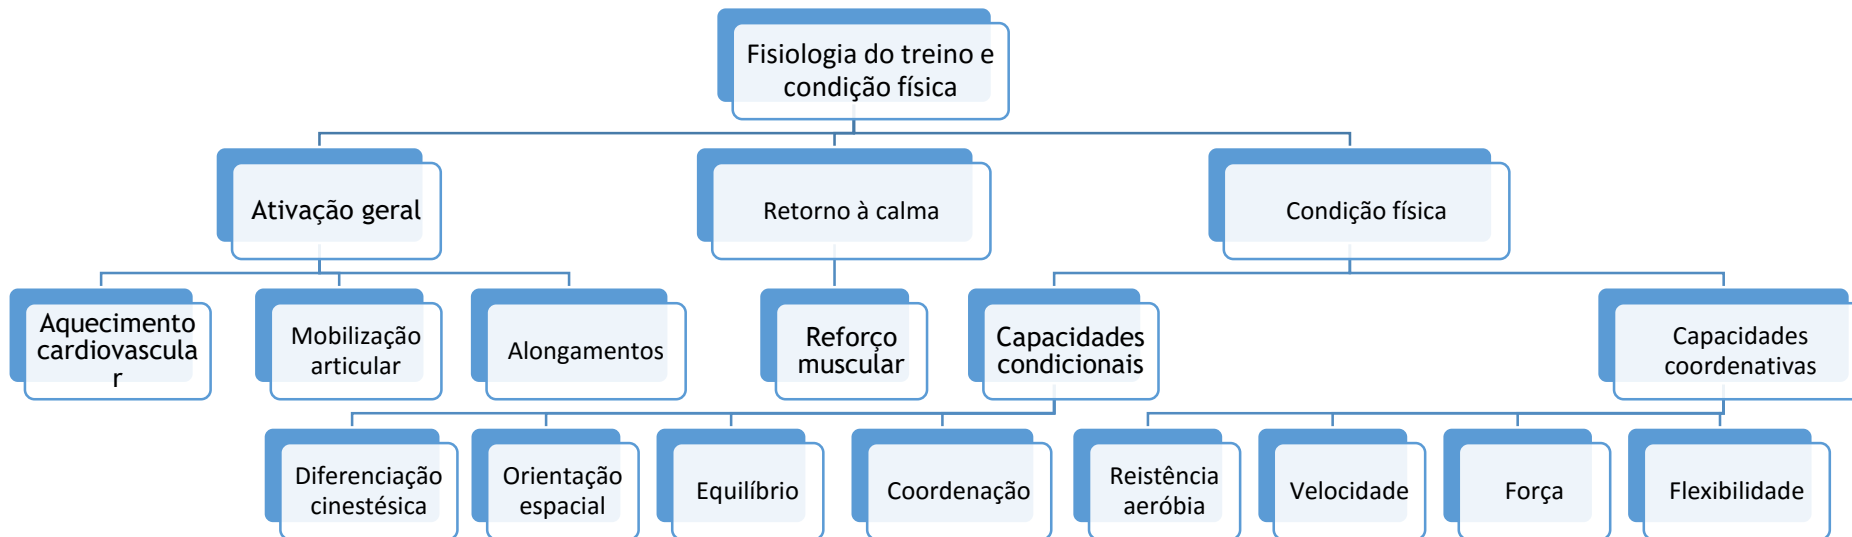 Fisiologia do treino e
condição física
Ativação geral
Retorno à calma
Condição física
Aquecimento
cardiovascula
r
Mobilização
articular
Alongamentos
Reforço
muscular
Capacidades
condicionais
Capacidades
coordenativas
Diferenciação
cinestésica
Orientação
espacial
Equilíbrio
Coordenação
Reistência
aeróbia
Velocidade
Força
Flexibilidade